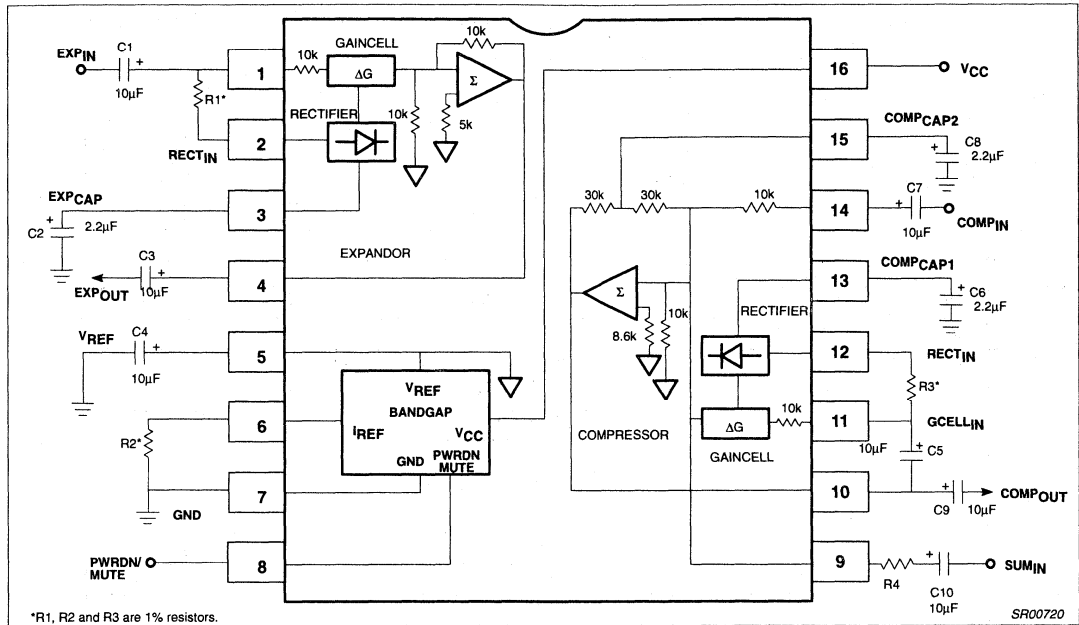 EXPIN
C1
+
10µF
R1*
1
10k
GAINCELL
ΔG
10k
Σ
10k
5k
RECTIFIER
2
RECTIN
EXPCAP
3
+
C2
2.2µF
EXPANDOR
C3
+
4
EXPOUT
10µF
VREF
C4
+
10µF
5
VREF
BANDGAP
IREF
VCC
GND
PWRDN
MUTE
6
R2*
7
GND
PWRDN/
MUTE
8
16
VCC
15
COMPCAP2
+
C8
2.2µF
30k
30k
10k
14
C7
+
10µF
COMPIN
13
COMPCAP1
+
C6
2.2µF
Σ
10k
8.6k
RECTIFIER
12
RECTIN
R3*
10k
ΔG
11
GCELLIN
COMPRESSOR
GAINCELL
10µF
+
C5
10
+
COMPOUT
C9
10µF
9
R4
+
SUMIN
C10
10µF
*R1, R2 and R3 are 1% resistors.
SR00720